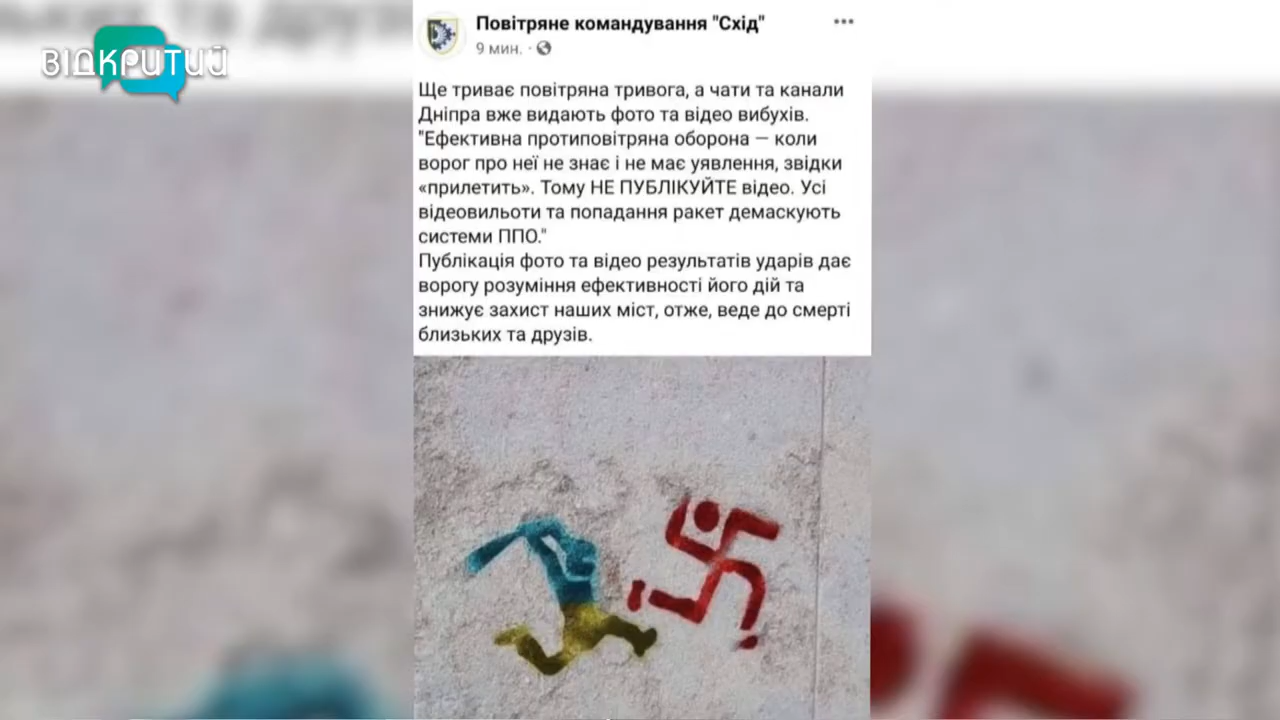 ВІДКРИТИЙ
Повітряне командування "Схід"
9 мин.
Ще триває повітряна тривога, а чати та канали
Дніпра вже видають фото та відео вибухів.
"Ефективна протиповітряна оборона — коли
ворог про неї не знає і не має уявлення, звідки
«прилетить». Тому НЕ ПУБЛІКУЙТЕ відео. Усі
відеовильоти та попадання ракет демаскують
системи ППО."
Публікація фото та відео результатів ударів дає
ворогу розуміння ефективності його дій та
знижує захист наших міст, отже, веде до смерті
близьких та друзів.